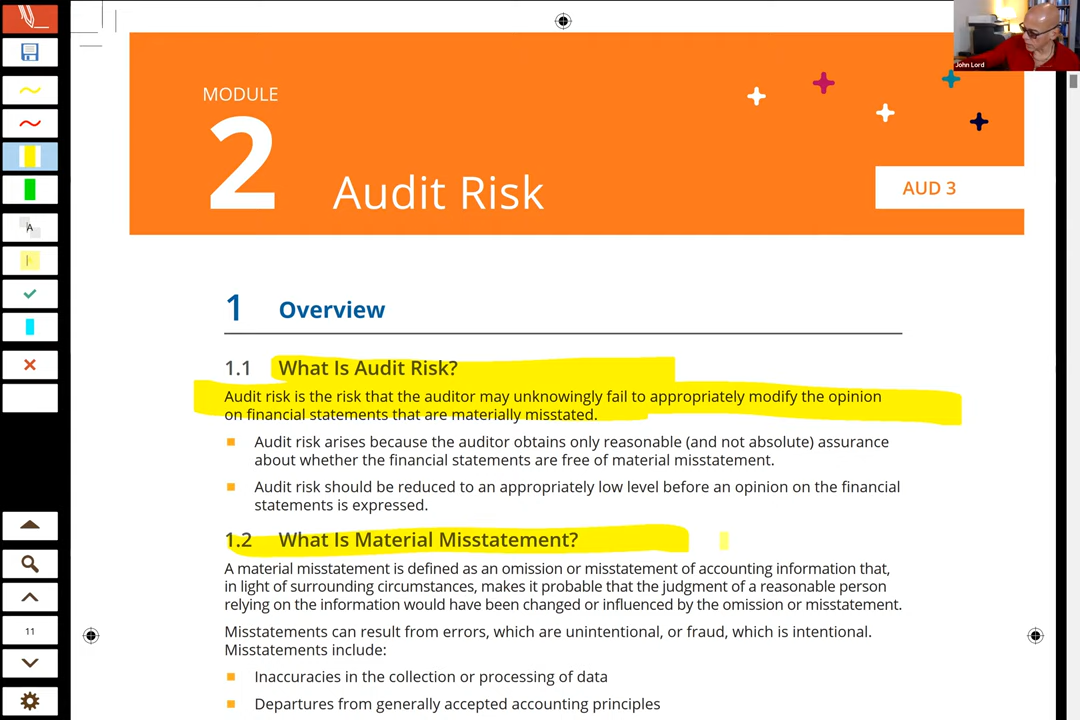 John Lord
MODULE
2
Audit Risk
AUD 3
1 Overview
1.1 What Is Audit Risk?
Audit risk is the risk that the auditor may unknowingly fail to appropriately modify the opinion
on financial statements that are materially misstated.
Audit risk arises because the auditor obtains only reasonable (and not absolute) assurance
about whether the financial statements are free of material misstatement.
Audit risk should be reduced to an appropriately low level before an opinion on the financial
statements is expressed.
1.2 What Is Material Misstatement?
A material misstatement is defined as an omission or misstatement of accounting information that,
in light of surrounding circumstances, makes it probable that the judgment of a reasonable person
relying on the information would have been changed or influenced by the omission or misstatement.
Misstatements can result from errors, which are unintentional, or fraud, which is intentional.
Misstatements include:
Inaccuracies in the collection or processing of data
Departures from generally accepted accounting principles
A
11